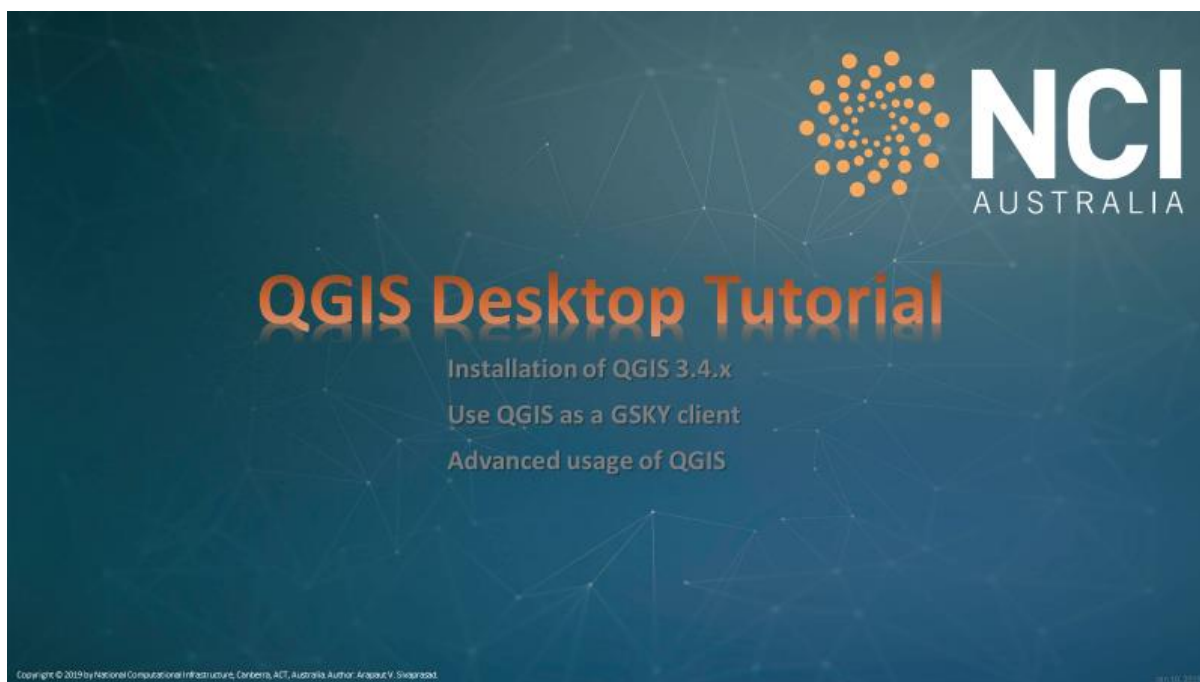 NCI
AUSTRALIA
QGIS Desktop Tutorial
Installation of QGIS 3.4.x
Use QGIS as a GSKY client
Advanced usage of QGIS
Copyright © 2019 by National Computational Infrastructure, Canberra, ACT, Australia. Author: Arapaut V. Sivaprasad.